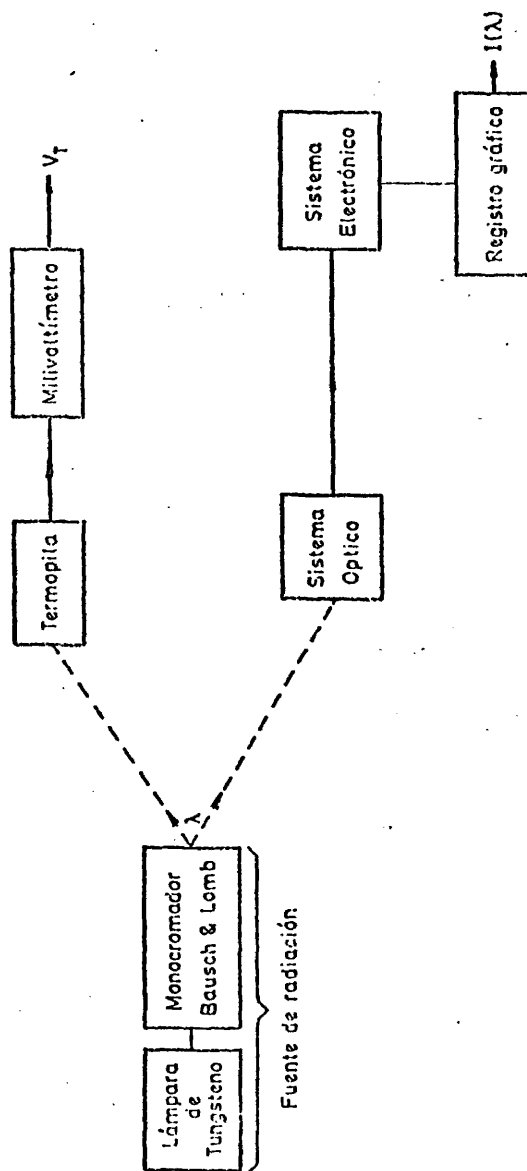 Termopila
Milivoltímetro
V_T
Lámpara
de
Tungsteno
Monocromador
Bausch & Lomb
λ
Fuente de radiación
Sistema
Optico
Sistema
Electrónico
Registro gráfico
I(λ)